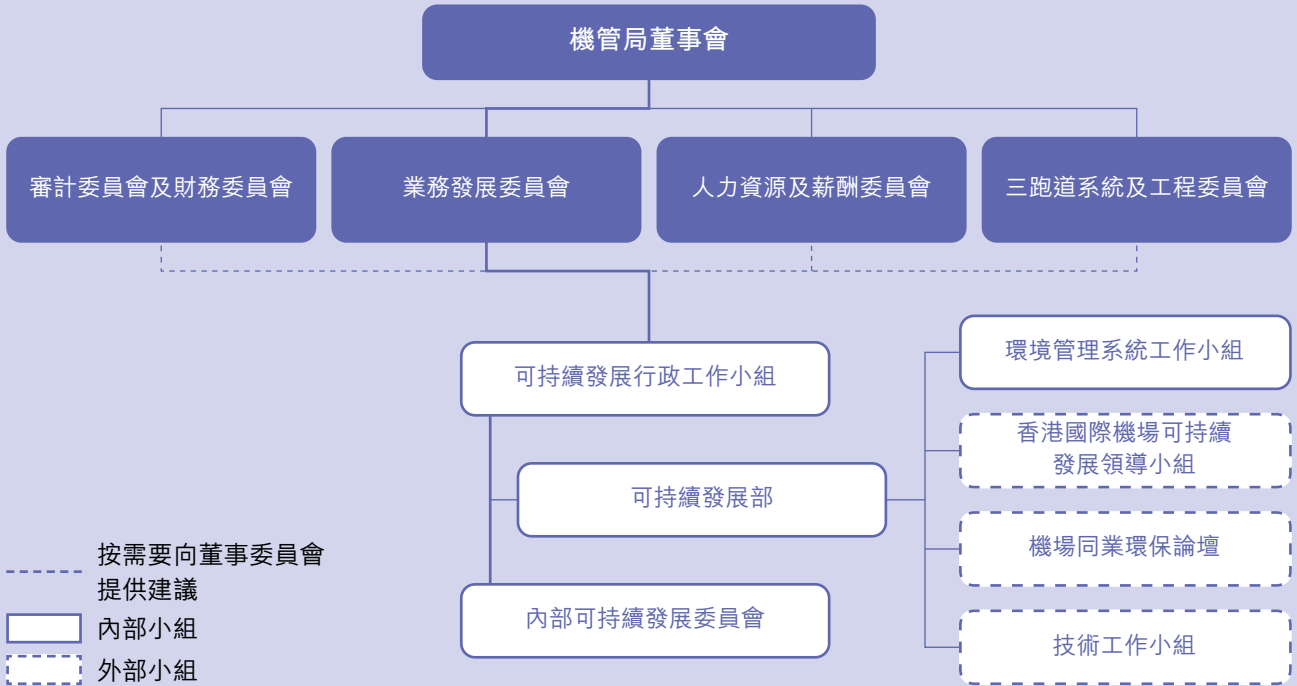 機管局董事會
審計委員會及財務委員會
業務發展委員會
人力資源及薪酬委員會
三跑道系統及工程委員會
可持續發展行政工作小組
環境管理系統工作小組
香港國際機場可持續
發展領導小組
可持續發展部
機場同業環保論壇
內部可持續發展委員會
技術工作小組
按需要向董事委員會
提供建議
內部小組
外部小組